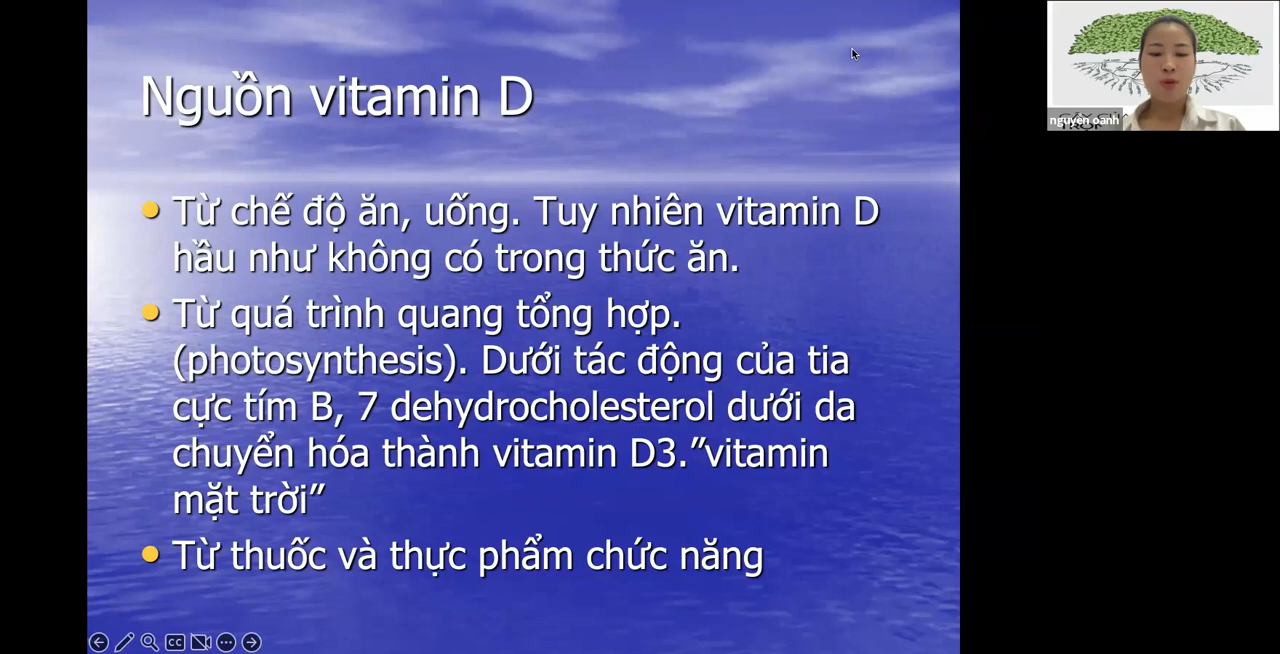 Nguồn vitamin D
Từ chế độ ăn, uống. Tuy nhiên vitamin D
hầu như không có trong thức ăn.
Từ quá trình quang tổng hợp.
(photosynthesis). Dưới tác động của tia
cực tím B, 7 dehydrocholesterol dưới da
chuyển hóa thành vitamin D3.”vitamin
mặt trời”
Từ thuốc và thực phẩm chức năng
CC
nguyễn oanh